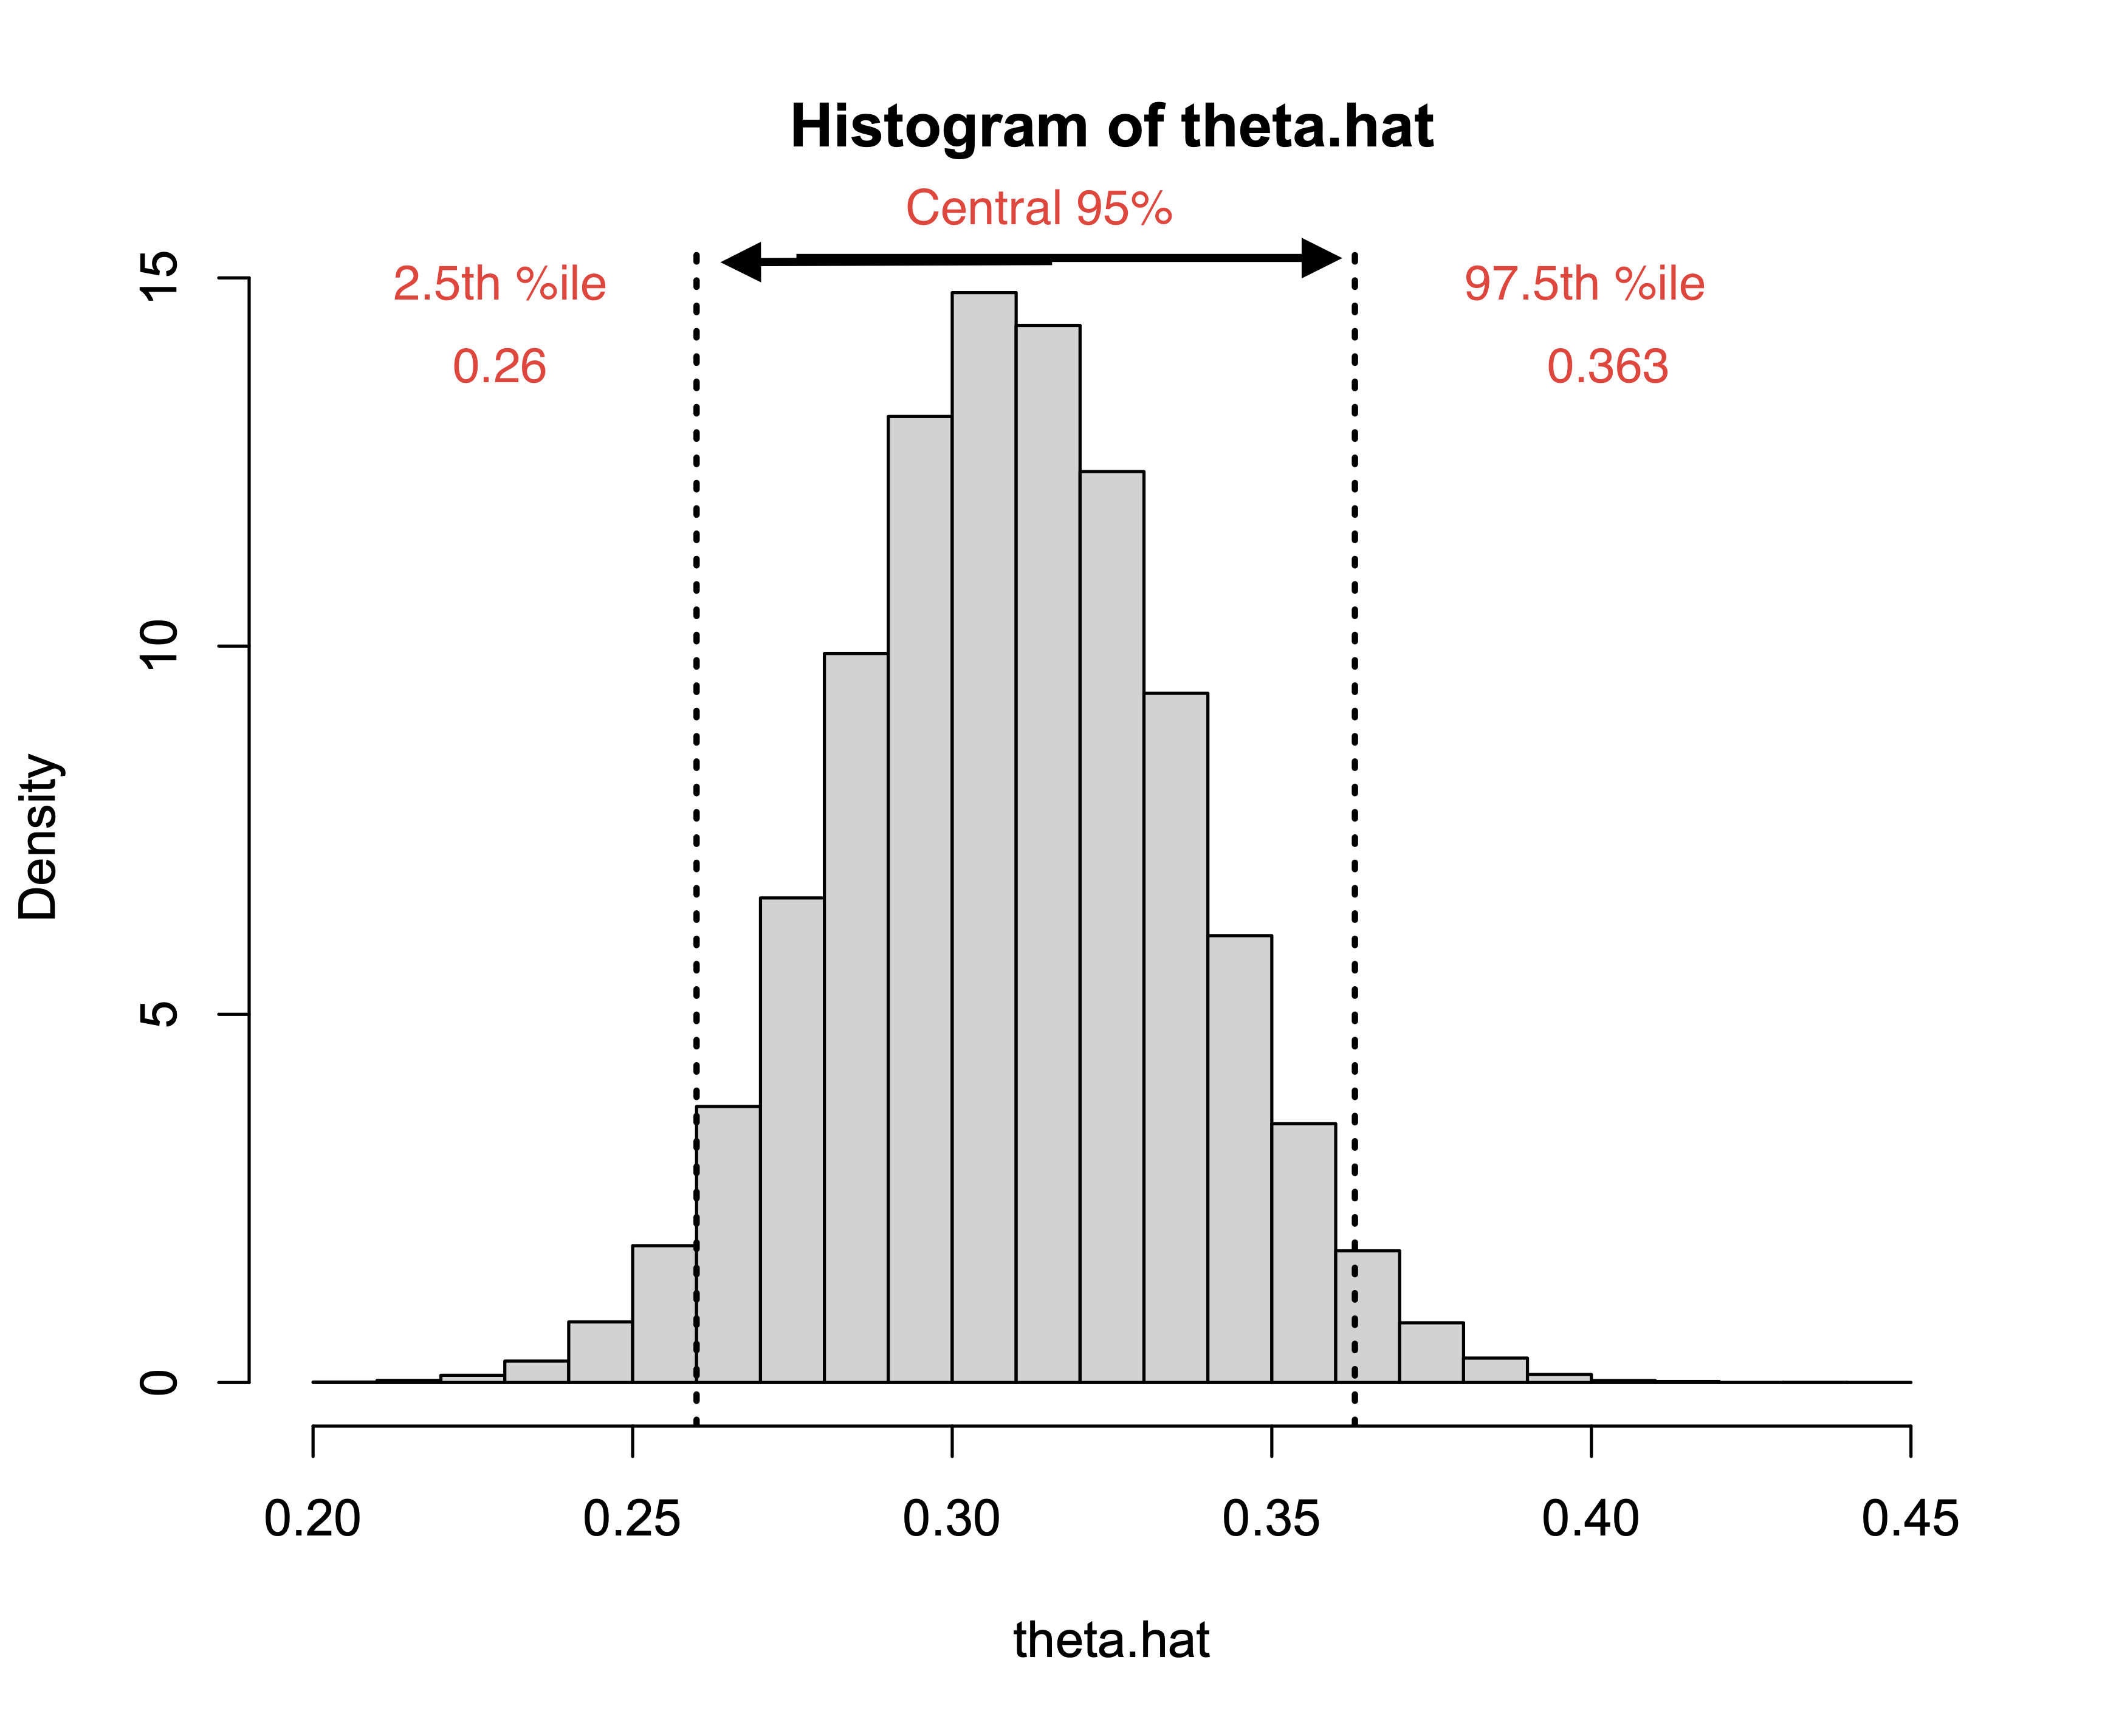 Histogram of theta.hat
Central 95%
2.5th %ile
0.26
97.5th %ile
0.363
15
10
5
0
Density
0.20 0.25 0.30 0.35 0.40 0.45
theta.hat